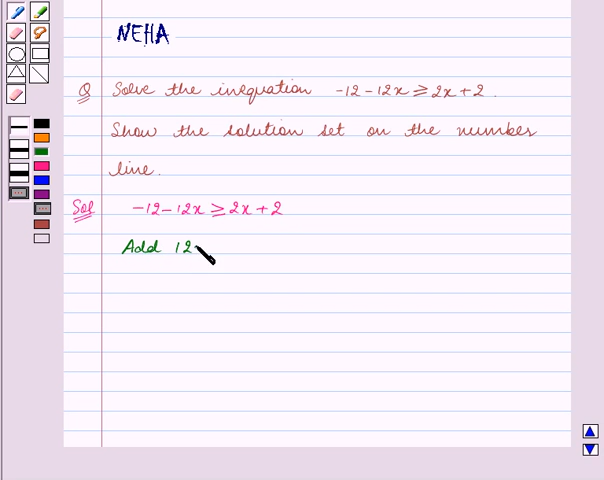 NEHA
Q Solve the inequation -12-12x ≥ 2x+2.
Show the solution set on the number
line.
Sol -12-12x ≥ 2x+2
Add 12